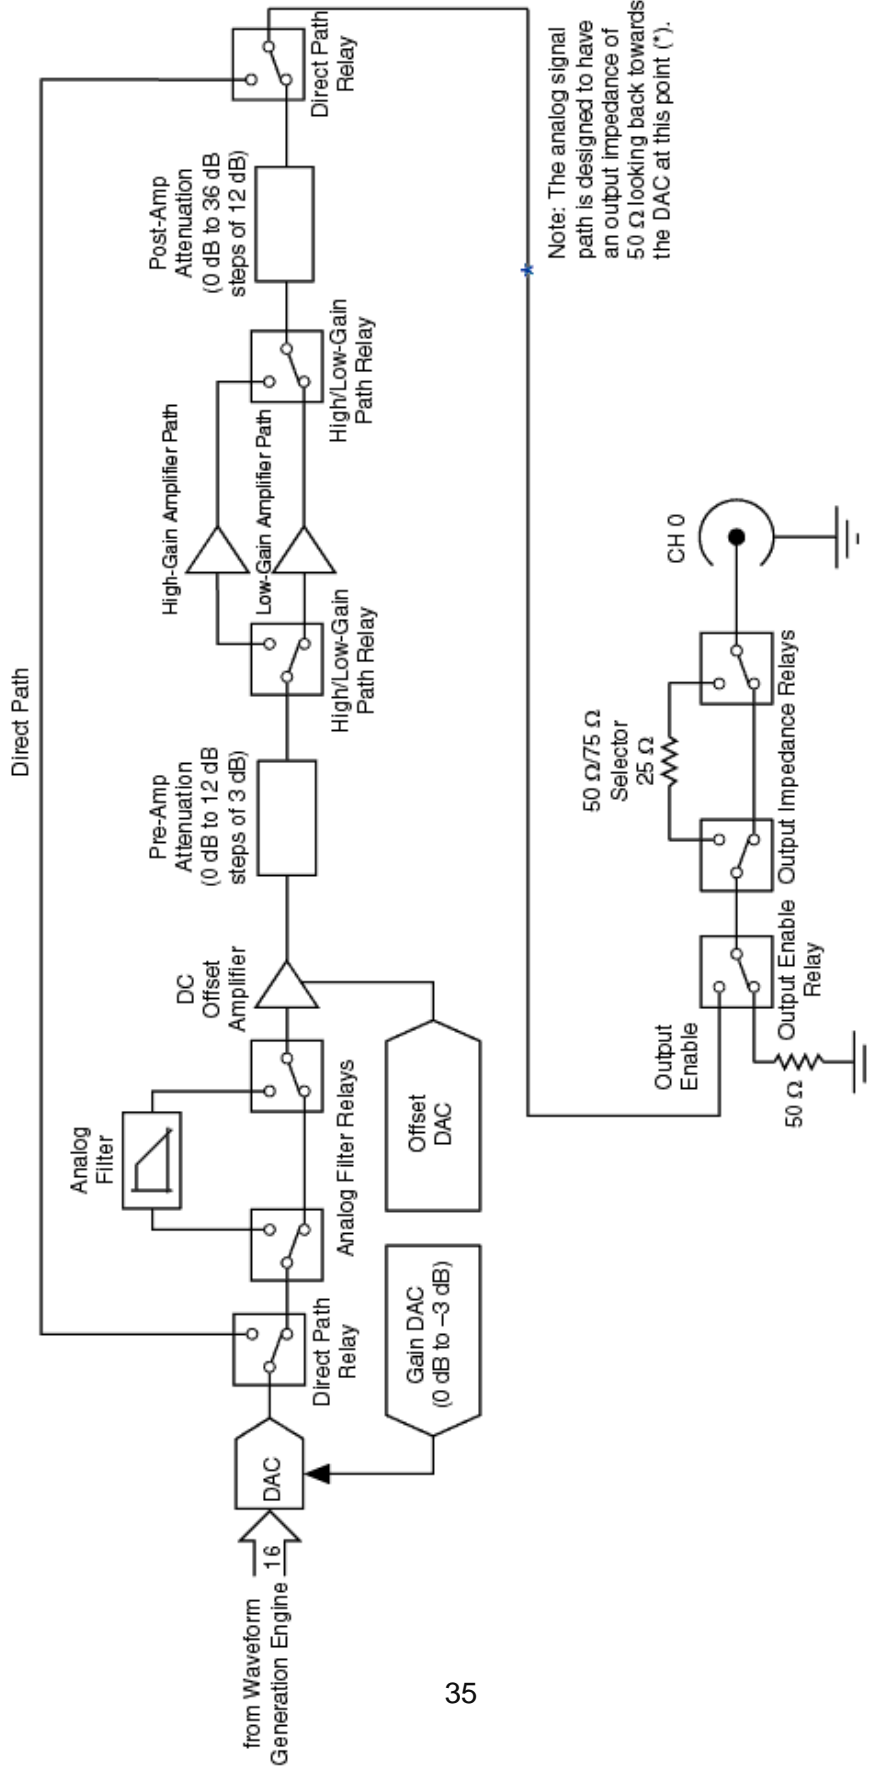 Direct Path
from Waveform
Generation Engine
16
DAC
Direct Path
Relay
Gain DAC
(0 dB to –3 dB)
Analog
Filter
Analog Filter Relays
Offset
DAC
DC
Offset
Amplifier
Pre-Amp
Attenuation
(0 dB to 12 dB
steps of 3 dB)
High/Low-Gain
Path Relay
High-Gain Amplifier Path
Low-Gain Amplifier Path
High/Low-Gain
Path Relay
Post-Amp
Attenuation
(0 dB to 36 dB
steps of 12 dB)
Direct Path
Relay
*
Note: The analog signal
path is designed to have
an output impedance of
50 Ω looking back towards
the DAC at this point (*).
Output
Enable
50 Ω
Output Enable
Relay
50 Ω/75 Ω
Selector
25 Ω
Output Impedance Relays
CH 0
35